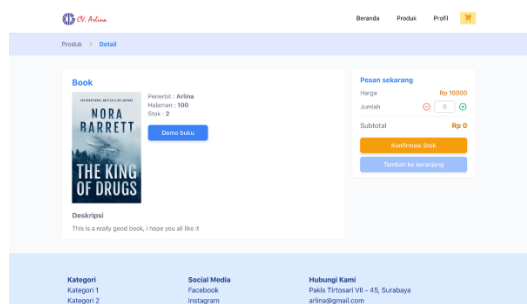 CV. Arlina
Beranda Produk Profil
Produk > Detail
Book
INTERNATIONAL BESTSELLING AUTHOR
NORA
BARRETT
THE KING
OF DRUGS
Penerbit : Arlina
Halaman : 100
Stok : 2
Demo buku
Deskripsi
This is a really good book, i hope you all like it
Pesan sekarang
Harga Rp 10000
Jumlah 0
Subtotal Rp 0
Konfirmasi Stok
Tambah ke keranjang
Kategori
Kategori 1
Kategori 2
Social Media
Facebook
Instagram
Hubungi Kami
Pakis Tirtosari VII – 45, Surabaya
arlina@gmail.com